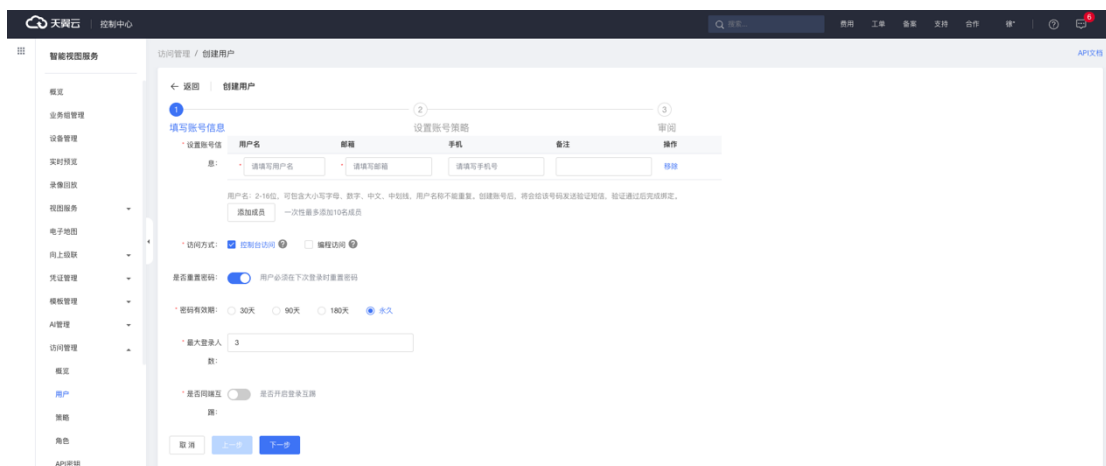 天翼云 控制中心 搜索... 费用 工单 备案 支持 合作 6
智能视图服务 访问管理 / 创建用户 API文档
概览
业务组管理
设备管理
实时预览
录像回放
视图服务
电子地图
向上级联
凭证管理
模板管理
AI管理
访问管理
概览
用户
策略
角色
API密钥
← 返回 创建用户
1 2 3
填写账号信息 设置账号策略 审阅
* 设置账号信息: 用户名 邮箱 手机 备注 操作
* 请填写用户名 * 请填写邮箱 请填写手机号 移除
用户名: 2-16位, 可包含大小写字母、数字、中文、中划线, 用户名称不能重复。创建账号后, 将会给该号码发送验证短信, 验证通过后完成绑定。
添加成员 一次性最多添加10名成员
* 访问方式: 控制台访问 编程访问
是否重置密码: 用户必须在下次登录时重置密码
* 密码有效期: 30天 90天 180天 永久
* 最大登录人数: 3
* 是否同端互踢: 是否开启登录互踢
取消 上一步 下一步